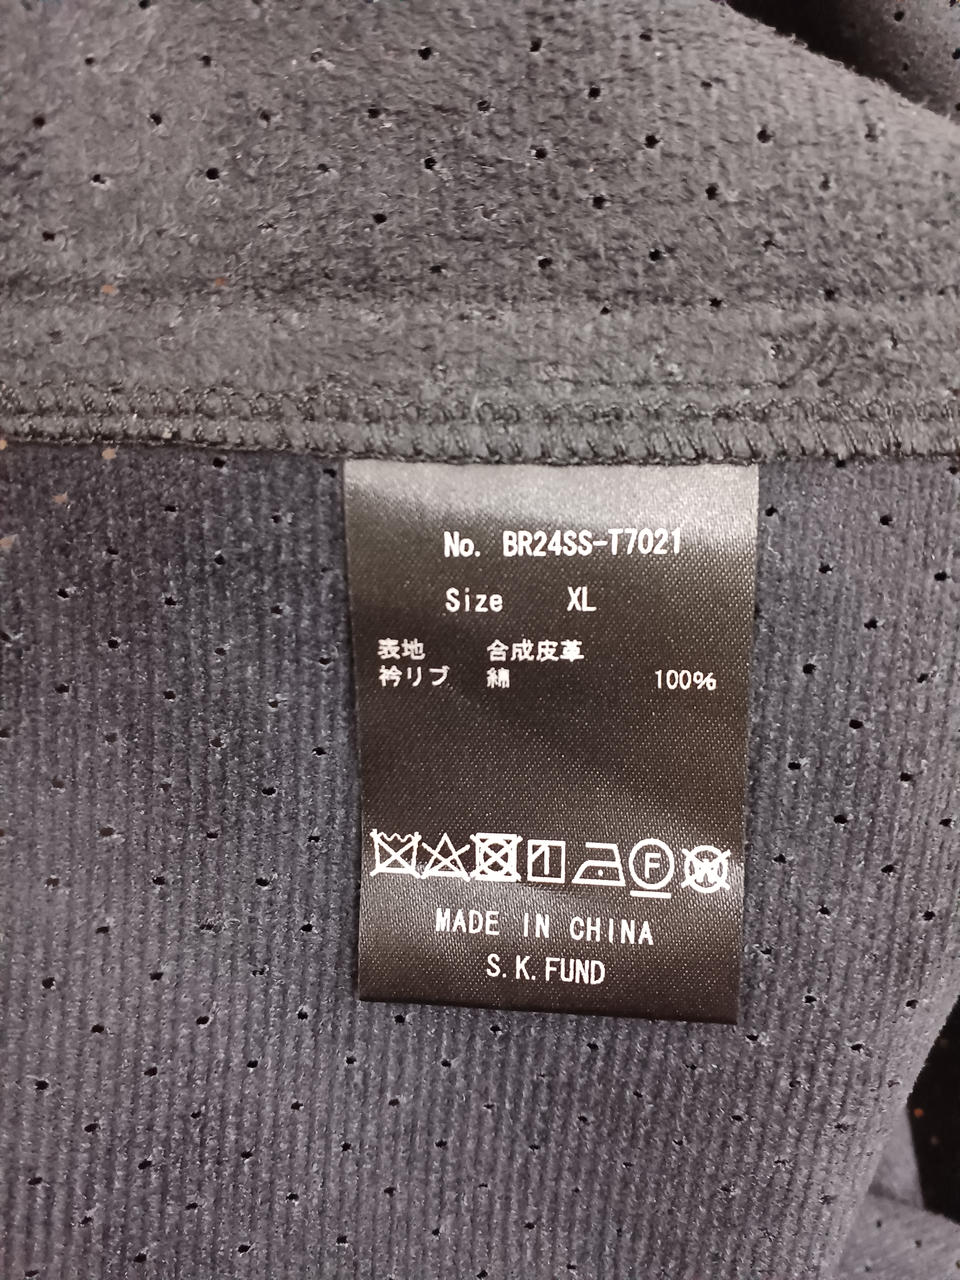 No. BR24SS-T7021
Size XL
表地 合成皮革
衿リブ 綿 100%
F W
MADE IN CHINA
S.K.FUND